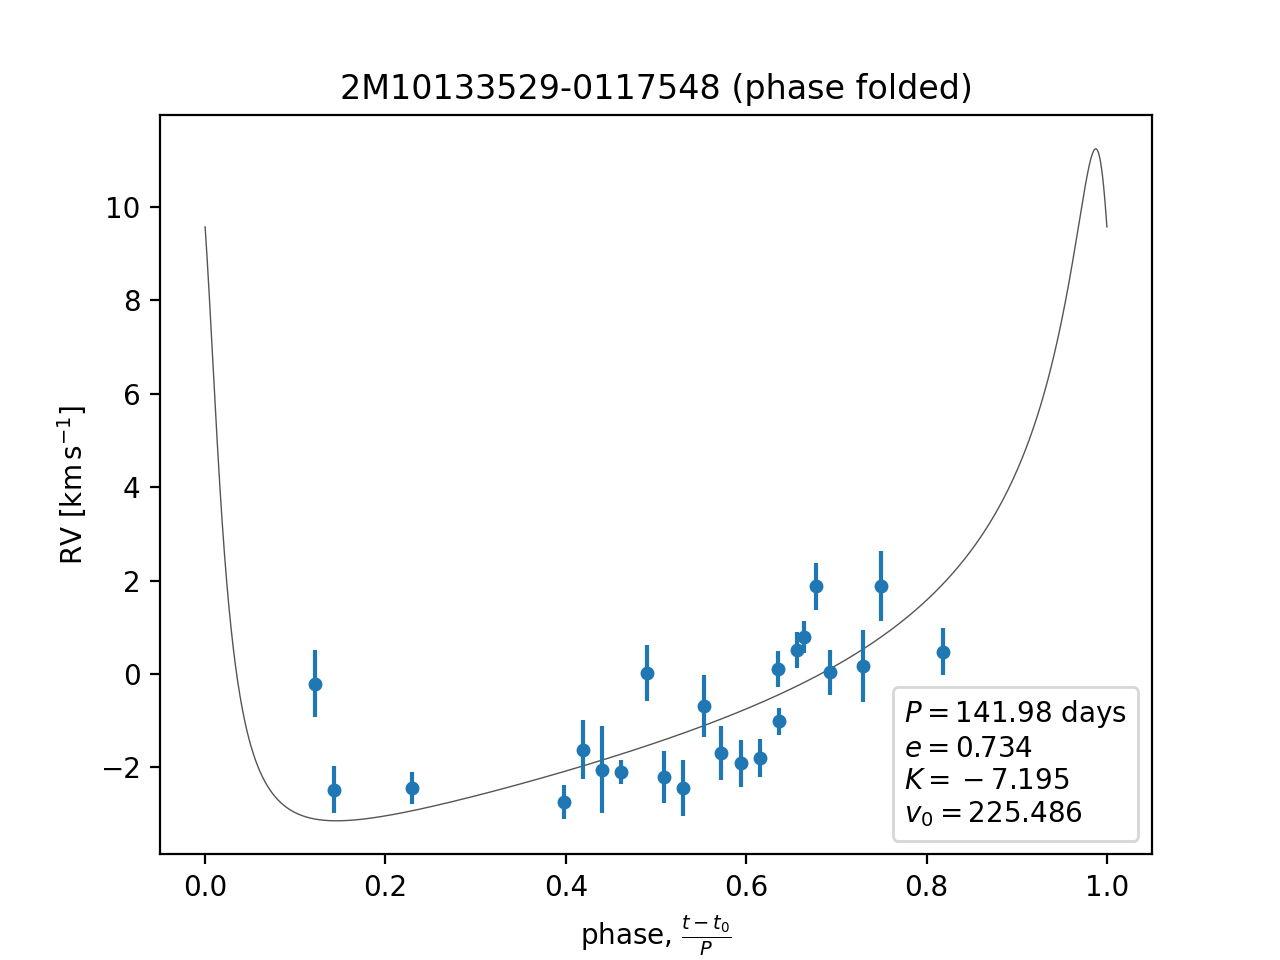 2M10133529-0117548 (phase folded)
RV [km s⁻¹]
10
8
6
4
2
0
−2
0.0 0.2 0.4 0.6 0.8 1.0
phase, (t − t₀)/P
P = 141.98 days
e = 0.734
K = −7.195
v₀ = 225.486